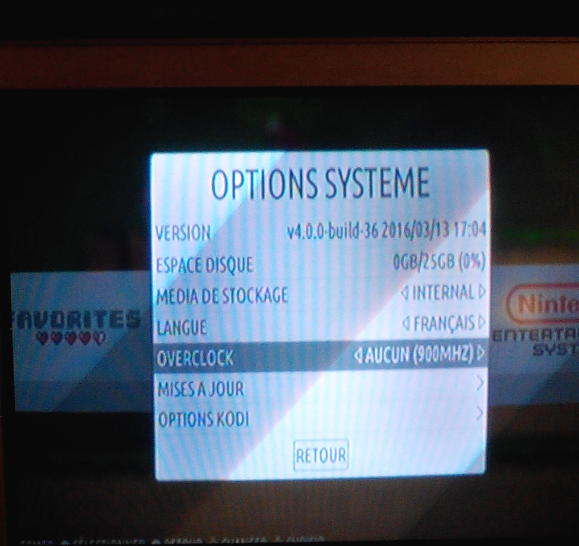 OPTIONS SYSTEME
VERSION v4.0.0-build-36 2016/03/13 17:04
ESPACE DISQUE 0GB/25GB (0%)
MEDIA DE STOCKAGE INTERNAL
LANGUE FRANÇAIS
OVERCLOCK AUCUN (900MHZ)
MISES A JOUR
OPTIONS KODI
RETOUR
FAVORITES
Ninte
ENTERTA
SYST